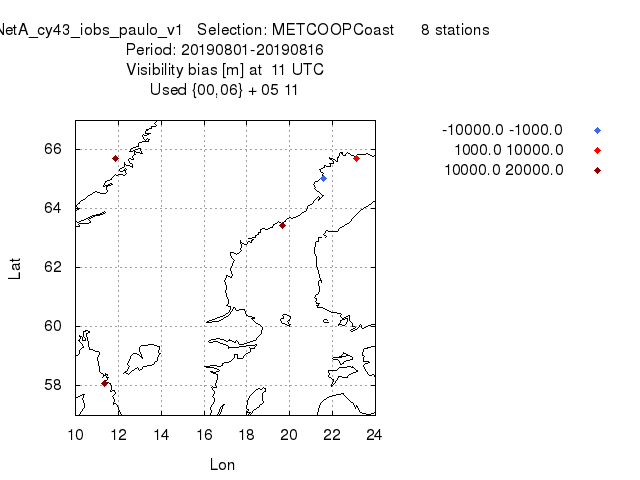 NetA_cy43_iobs_paulo_v1 Selection: METCOOPCoast 8 stations
Period: 20190801-20190816
Visibility bias [m] at 11 UTC
Used {00,06} + 05 11
-10000.0 -1000.0
1000.0 10000.0
10000.0 20000.0
66
64
62
60
58
Lat
10 12 14 16 18 20 22 24
Lon